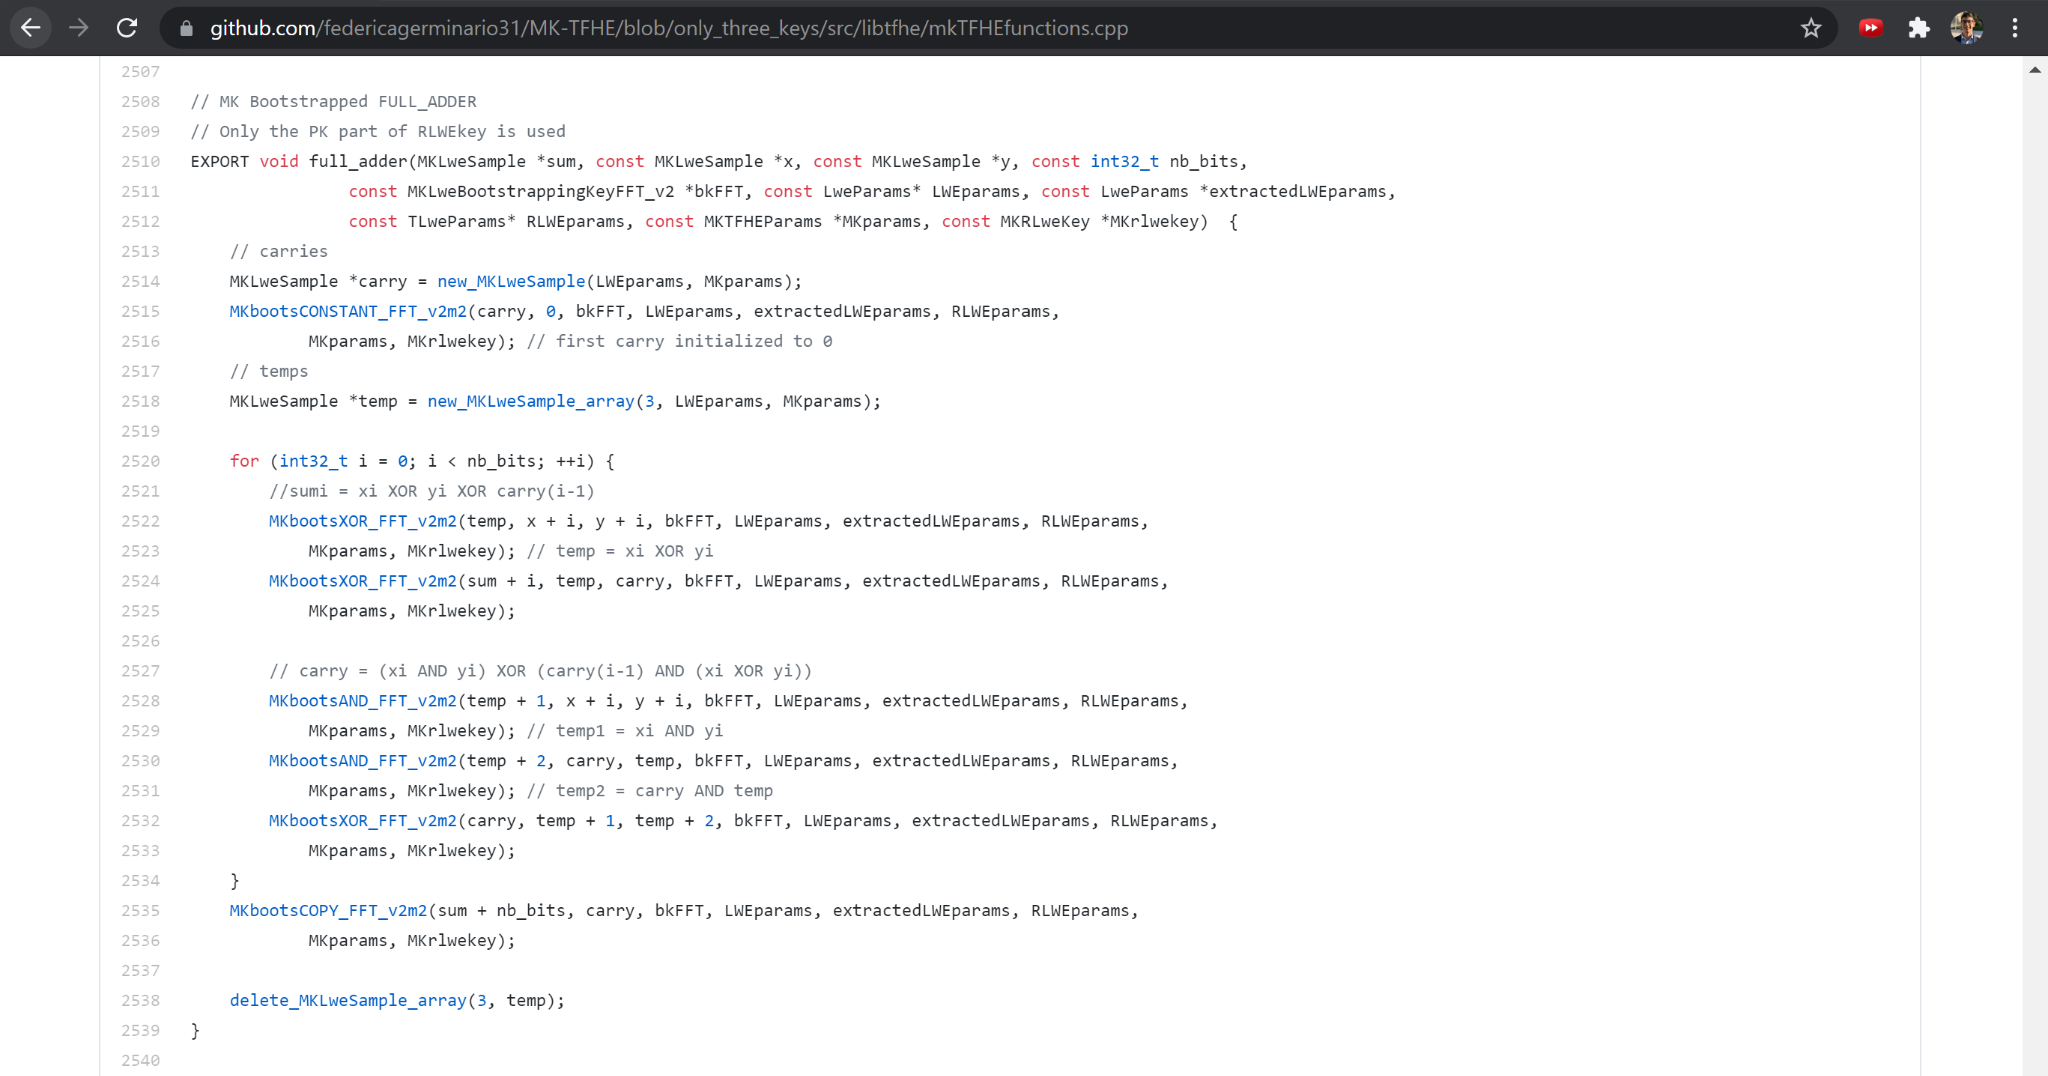 github.com/federicagerminario31/MK-TFHE/blob/only_three_keys/src/libtfhe/mkTFHEfunctions.cpp
2507
2508 // MK Bootstrapped FULL_ADDER
2509 // Only the PK part of RLWEkey is used
2510 EXPORT void full_adder(MKLweSample *sum, const MKLweSample *x, const MKLweSample *y, const int32_t nb_bits,
2511 const MKLweBootstrappingKeyFFT_v2 *bkFFT, const LweParams* LWEparams, const LweParams *extractedLWEparams,
2512 const TLweParams* RLWEparams, const MKTFHEParams *MKparams, const MKRLweKey *MKrlwekey)  {
2513 // carries
2514 MKLweSample *carry = new_MKLweSample(LWEparams, MKparams);
2515 MKbootsCONSTANT_FFT_v2m2(carry, 0, bkFFT, LWEparams, extractedLWEparams, RLWEparams,
2516 MKparams, MKrlwekey); // first carry initialized to 0
2517 // temps
2518 MKLweSample *temp = new_MKLweSample_array(3, LWEparams, MKparams);
2519
2520 for (int32_t i = 0; i < nb_bits; ++i) {
2521 //sumi = xi XOR yi XOR carry(i-1)
2522 MKbootsXOR_FFT_v2m2(temp, x + i, y + i, bkFFT, LWEparams, extractedLWEparams, RLWEparams,
2523 MKparams, MKrlwekey); // temp = xi XOR yi
2524 MKbootsXOR_FFT_v2m2(sum + i, temp, carry, bkFFT, LWEparams, extractedLWEparams, RLWEparams,
2525 MKparams, MKrlwekey);
2526
2527 // carry = (xi AND yi) XOR (carry(i-1) AND (xi XOR yi))
2528 MKbootsAND_FFT_v2m2(temp + 1, x + i, y + i, bkFFT, LWEparams, extractedLWEparams, RLWEparams,
2529 MKparams, MKrlwekey); // temp1 = xi AND yi
2530 MKbootsAND_FFT_v2m2(temp + 2, carry, temp, bkFFT, LWEparams, extractedLWEparams, RLWEparams,
2531 MKparams, MKrlwekey); // temp2 = carry AND temp
2532 MKbootsXOR_FFT_v2m2(carry, temp + 1, temp + 2, bkFFT, LWEparams, extractedLWEparams, RLWEparams,
2533 MKparams, MKrlwekey);
2534 }
2535 MKbootsCOPY_FFT_v2m2(sum + nb_bits, carry, bkFFT, LWEparams, extractedLWEparams, RLWEparams,
2536 MKparams, MKrlwekey);
2537
2538 delete_MKLweSample_array(3, temp);
2539 }
2540